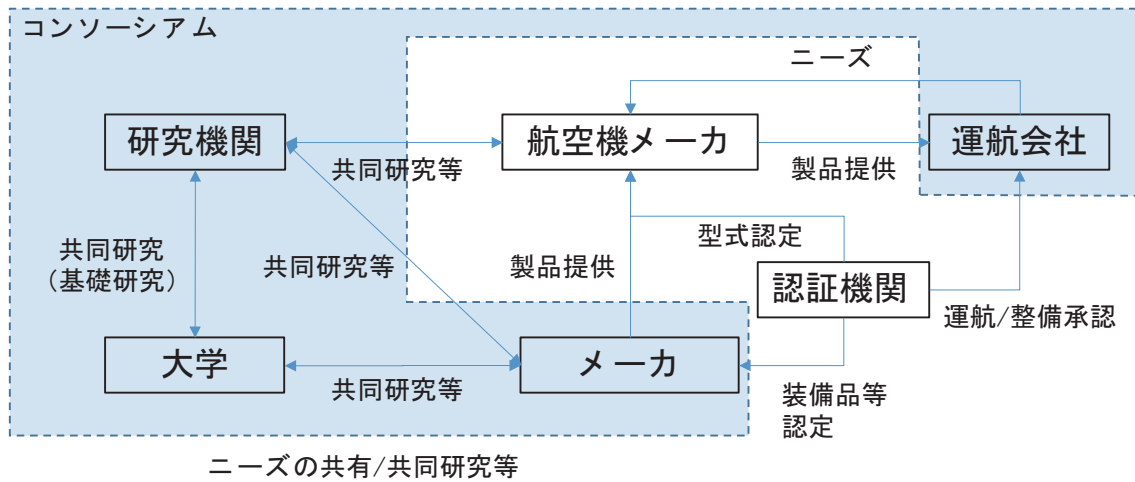 コンソーシアム
ニーズ
研究機関
航空機メーカ
運航会社
共同研究等
製品提供
共同研究
（基礎研究）
共同研究等
製品提供
型式認定
認証機関
運航/整備承認
大学
メーカ
共同研究等
装備品等
認定
ニーズの共有/共同研究等